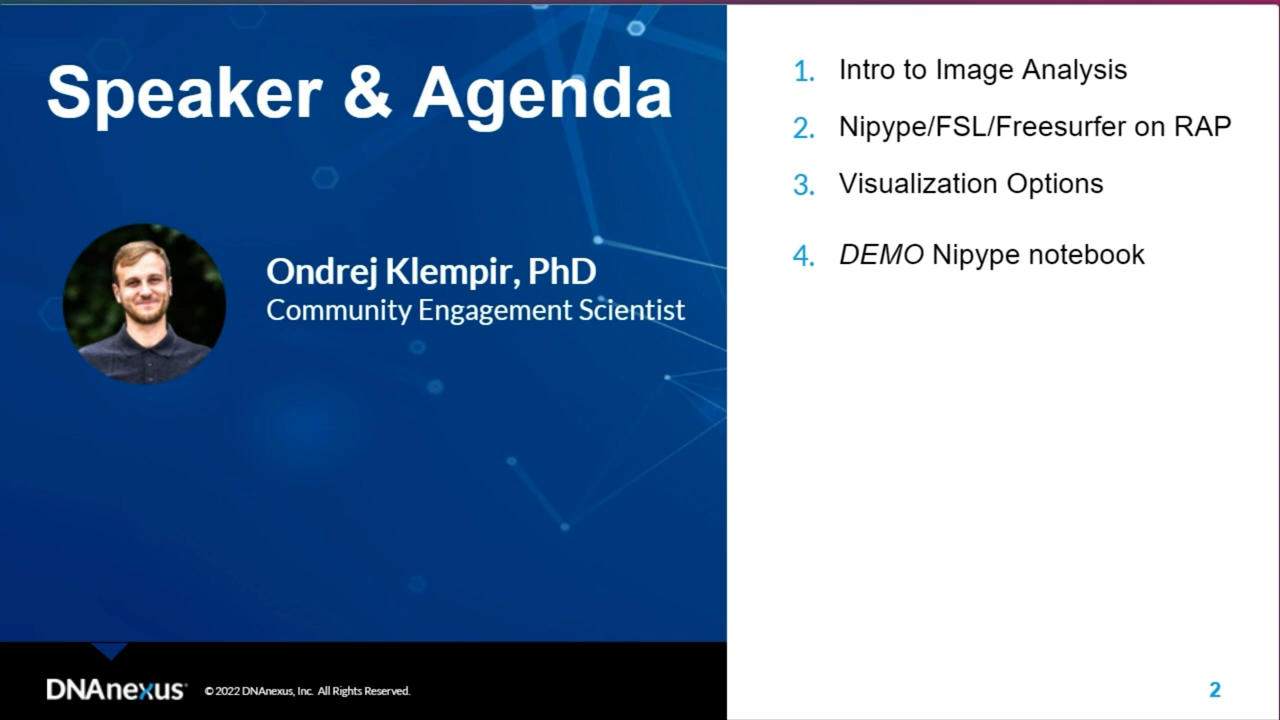 Speaker & Agenda
Ondrej Klempir, PhD
Community Engagement Scientist
1. Intro to Image Analysis
2. Nipype/FSL/Freesurfer on RAP
3. Visualization Options
4. DEMO Nipype notebook
DNAnexus® © 2022 DNAnexus, Inc. All Rights Reserved.
2